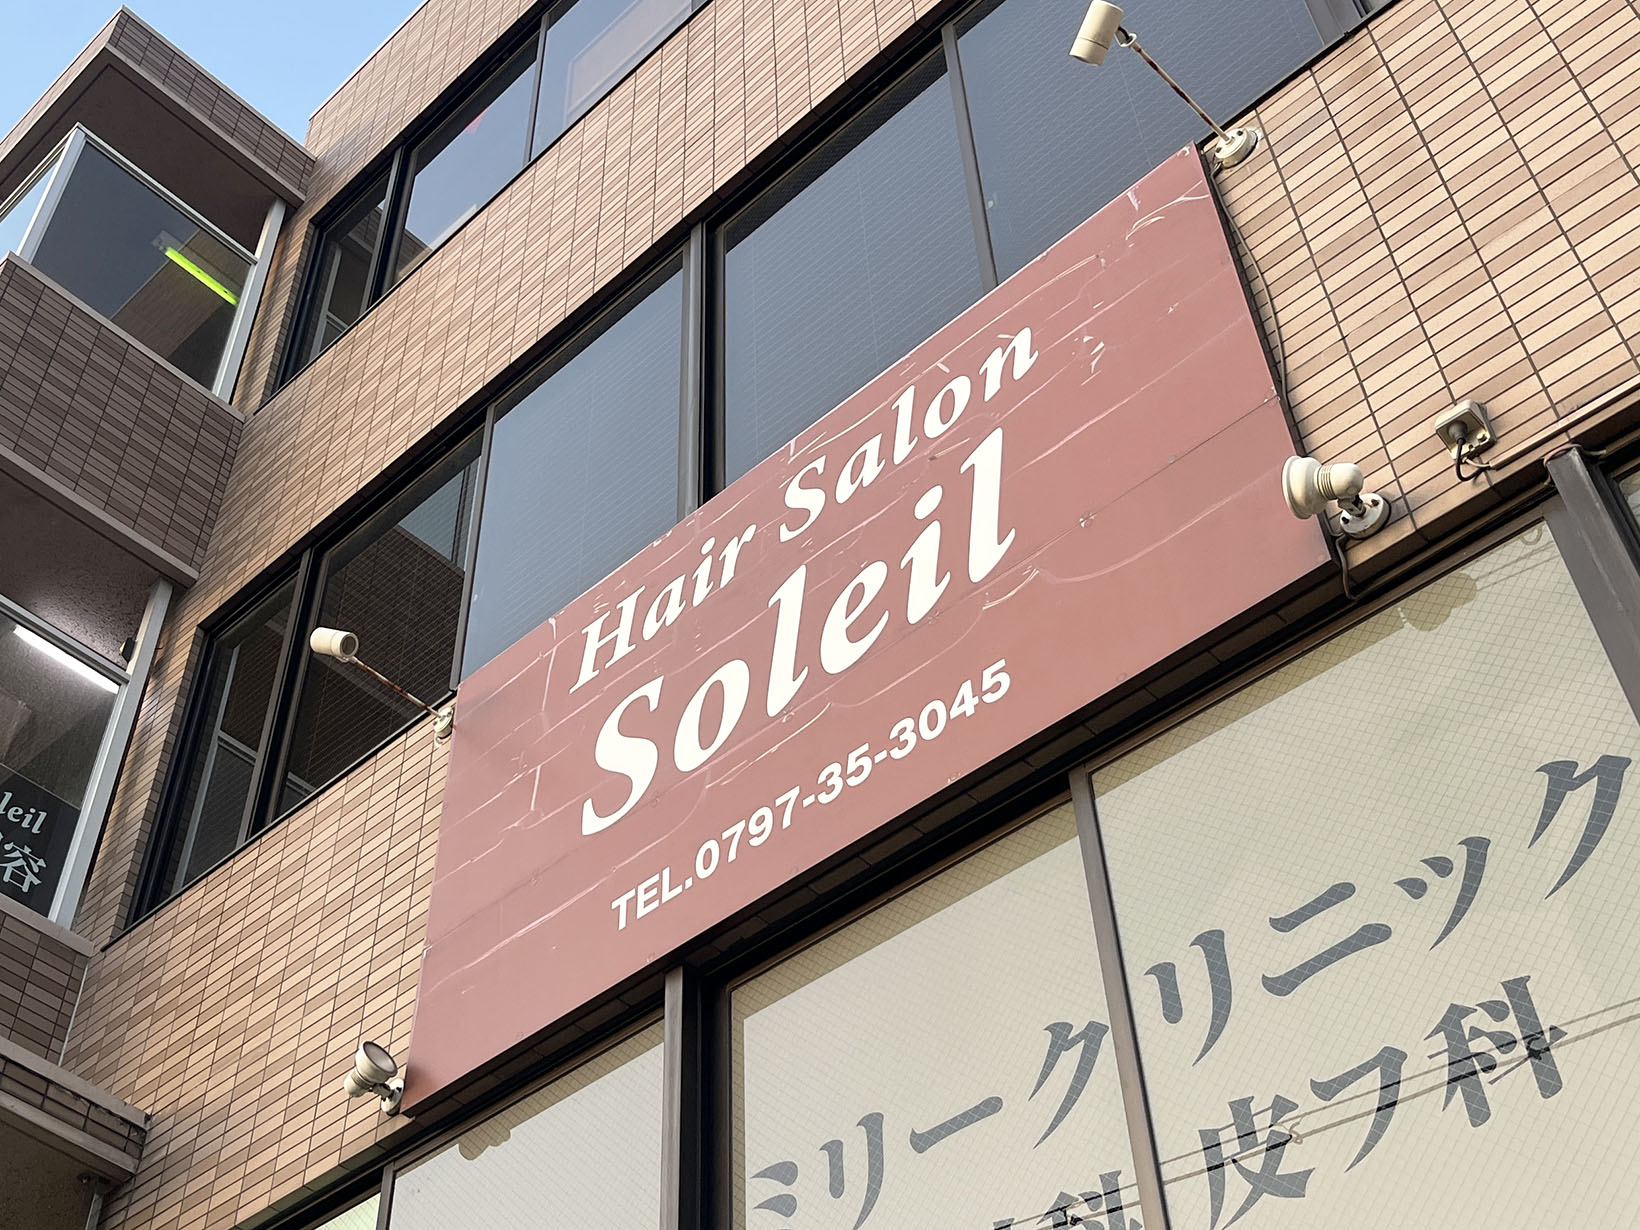 Hair Salon
Soleil
TEL.0797-35-3045
leil
容
ミリークリニック
科 皮フ科